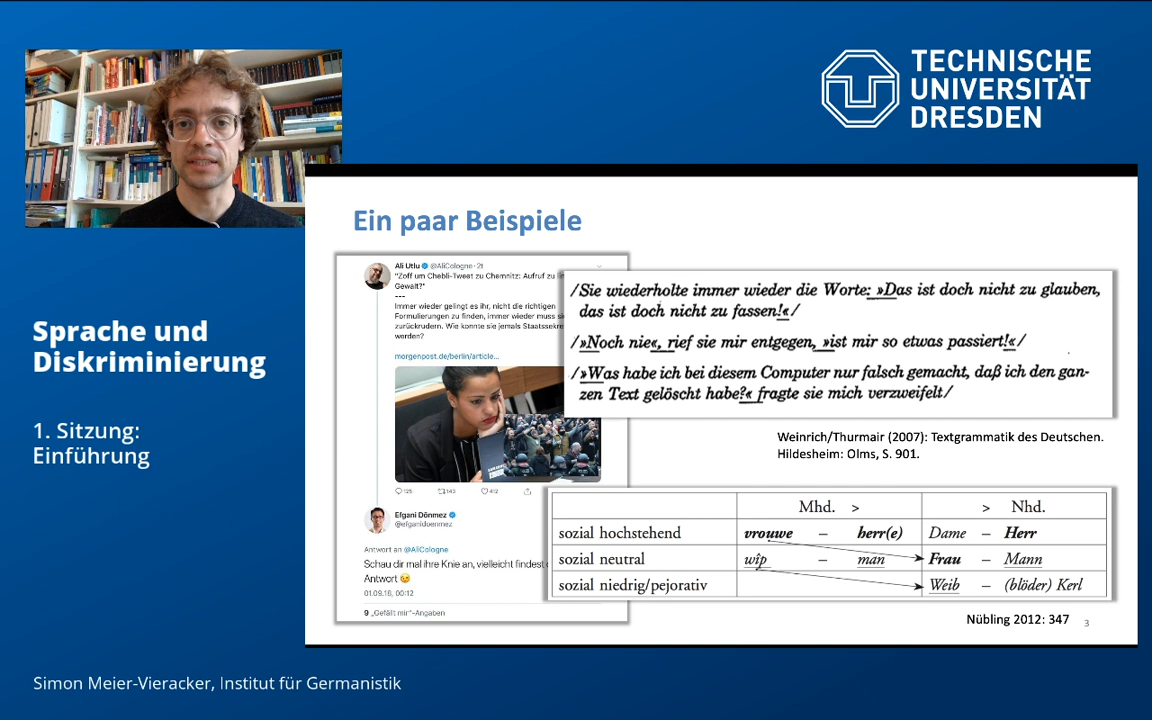 TECHNISCHE
UNIVERSITÄT
DRESDEN
Sprache und
Diskriminierung
1. Sitzung:
Einführung
Simon Meier-Vieracker, Institut für Germanistik
Ein paar Beispiele
Ali Utlu @AliCologne · 2t
"Zoff um Chebli-Tweet zu Chemnitz: Aufruf zu
Gewalt?"
---
Immer wieder gelingt es ihr, nicht die richtigen
Formulierungen zu finden, immer wieder muss
zurückrudern. Wie konnte sie jemals
werden?
morgenpost.de/berlin/article...
125 143 412
Efgani Dönmez
@efganidoenmez
Antwort an @AliCologne
Schau dir mal ihre Knie an, vielleicht findest
Antwort
01.09.18, 00:12
9 „Gefällt mir"-Angaben
/Sie wiederholte immer wieder die Worte: »Das ist doch nicht zu glauben,
das ist doch nicht zu fassen!«/
/»Noch nie«, rief sie mir entgegen, »ist mir so etwas passiert!«/
/»Was habe ich bei diesem Computer nur falsch gemacht, daß ich den gan-
zen Text gelöscht habe?« fragte sie mich verzweifelt/
Weinrich/Thurmair (2007): Textgrammatik des Deutschen.
Hildesheim: Olms, S. 901.
Mhd. > > Nhd.
sozial hochstehend vrouwe – herr(e) Dame – Herr
sozial neutral wîp – man Frau – Mann
sozial niedrig/pejorativ Weib – (blöder) Kerl
Nübling 2012: 347
3